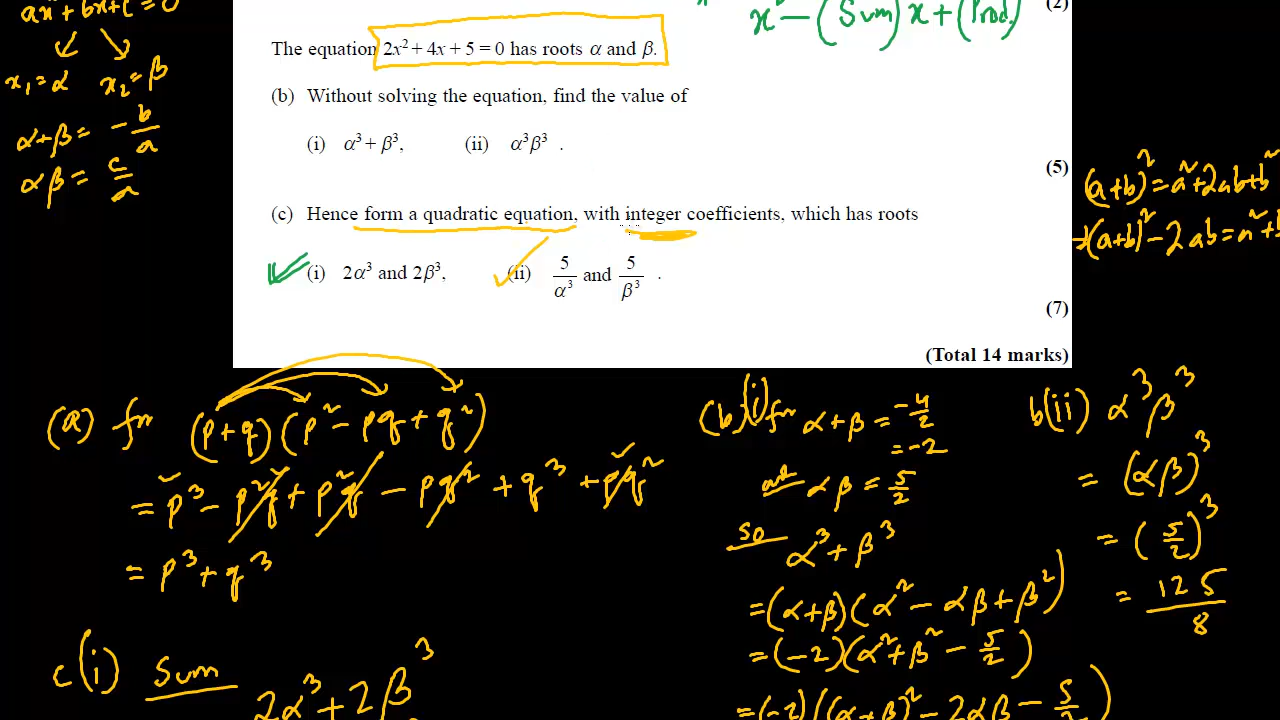 ax² + bx + c = 0
x₁ = α   x₂ = β
α + β = -b/a
αβ = c/a
(2)
x² - (Sum) x + (Prod.)
The equation 2x² + 4x + 5 = 0 has roots α and β.
(b) Without solving the equation, find the value of
(i) α³ + β³,   (ii) α³β³ .
(5)
(c) Hence form a quadratic equation, with integer coefficients, which has roots
(i) 2α³ and 2β³,   (ii) 5/α³ and 5/β³ .
(7)
(Total 14 marks)
(a+b)² = a² + 2ab + b²
⇒ (a+b)² - 2ab = a² + b
(a) for (p+q)(p² - pq + q²)
= p³ - p²q + p²q - pq² + q³ + pq²
= p³ + q³
c(i) Sum
2α³ + 2β³
(b)(i) for α + β = -4/2
= -2
and αβ = 5/2
so α³ + β³
= (α+β)(α² - αβ + β²)
= (-2)(α² + β² - 5/2)
= (-2)((α+β)² - 2αβ - 5/2)
b(ii) α³β³
= (αβ)³
= (5/2)³
= 125/8